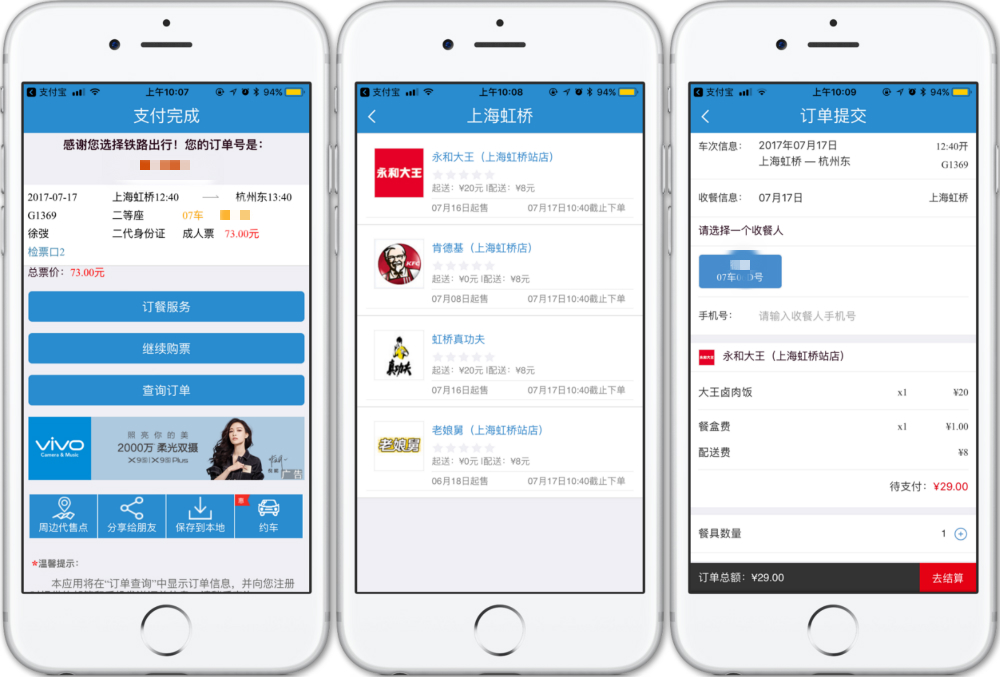 支付宝 上午10:07 94%
支付完成
感谢您选择铁路出行！您的订单号是：
2017-07-17 上海虹桥12:40 杭州东13:40
G1369 二等座 07车
徐弢 二代身份证 成人票 73.00元
检票口2
总票价：73.00元
订餐服务
继续购票
查询订单
vivo
Camera & Music
照亮你的美
2000万 柔光双摄
X9s | X9s Plus
广告
惠
周边代售点 分享给朋友 保存到本地 约车
*温馨提示：
本应用将在“订单查询”中显示订单信息，并向您注册
支付宝 上午10:08 94%
上海虹桥
永和大王
永和大王（上海虹桥站店）
起送：¥20元 |配送：¥8元
07月16日起售 07月17日10:40截止下单
KFC
肯德基（上海虹桥店）
起送：¥0元 |配送：¥8元
07月08日起售 07月17日10:40截止下单
真功夫
虹桥真功夫
起送：¥20元 |配送：¥8元
07月16日起售 07月17日10:40截止下单
老娘舅
老娘舅（上海虹桥站店）
起送：¥0元 |配送：¥8元
06月18日起售 07月17日10:40截止下单
支付宝 上午10:09 94%
订单提交
车次信息： 2017年07月17日 12:40开
上海虹桥 — 杭州东 G1369
收餐信息： 07月17日 上海虹桥
请选择一个收餐人
07车 号
手机号： 请输入收餐人手机号
永和大王（上海虹桥站店）
大王卤肉饭 x1 ¥20
餐盒费 x1 ¥1.00
配送费 ¥8
待支付：¥29.00
餐具数量 1
订单总额：¥29.00 去结算